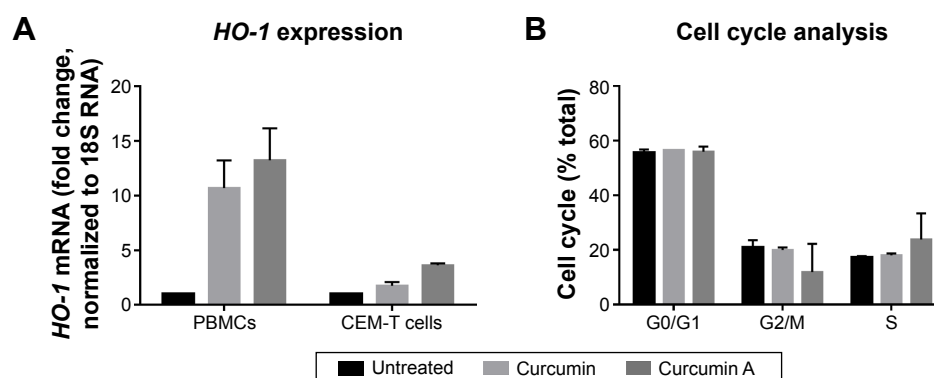 A
HO-1 expression
HO-1 mRNA (fold change,
normalized to 18S RNA)
20
15
10
5
0
PBMCs
CEM-T cells
B
Cell cycle analysis
Cell cycle (% total)
80
60
40
20
0
G0/G1
G2/M
S
Untreated
Curcumin
Curcumin A